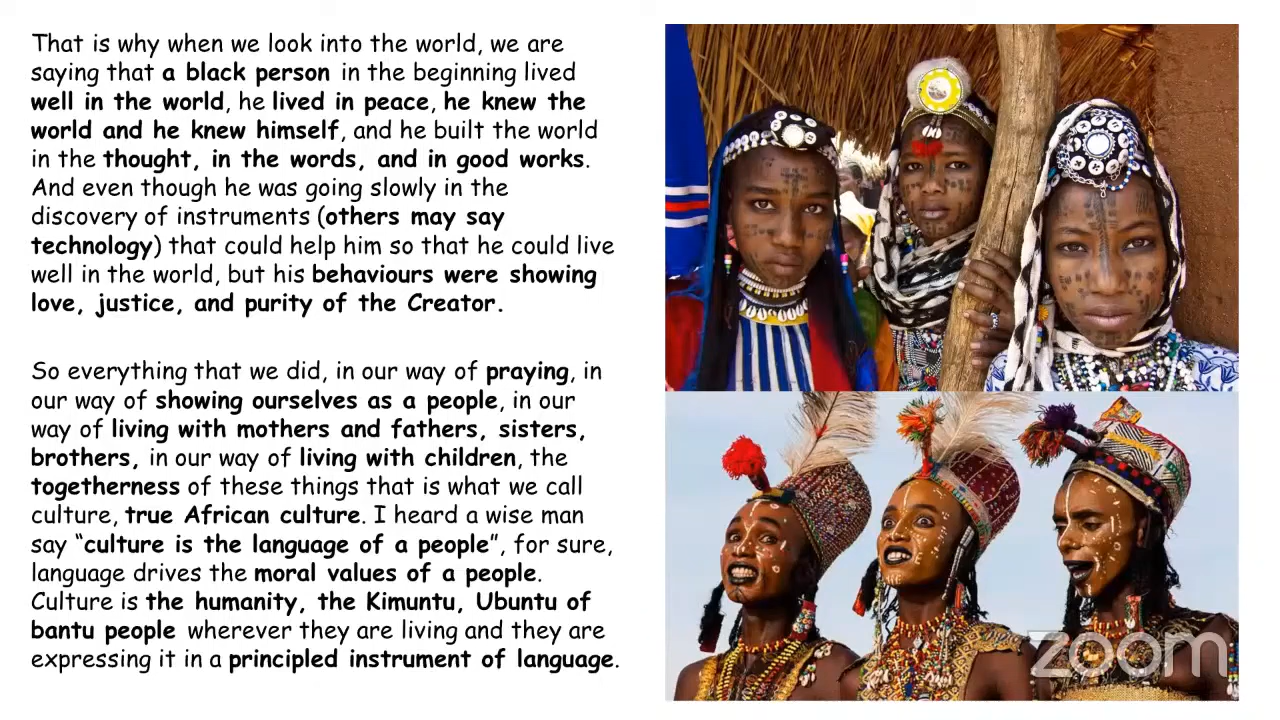 That is why when we look into the world, we are
saying that a black person in the beginning lived
well in the world, he lived in peace, he knew the
world and he knew himself, and he built the world
in the thought, in the words, and in good works.
And even though he was going slowly in the
discovery of instruments (others may say
technology) that could help him so that he could live
well in the world, but his behaviours were showing
love, justice, and purity of the Creator.
So everything that we did, in our way of praying, in
our way of showing ourselves as a people, in our
way of living with mothers and fathers, sisters,
brothers, in our way of living with children, the
togetherness of these things that is what we call
culture, true African culture. I heard a wise man
say “culture is the language of a people”, for sure,
language drives the moral values of a people.
Culture is the humanity, the Kimuntu, Ubuntu of
bantu people wherever they are living and they are
expressing it in a principled instrument of language.
zoom